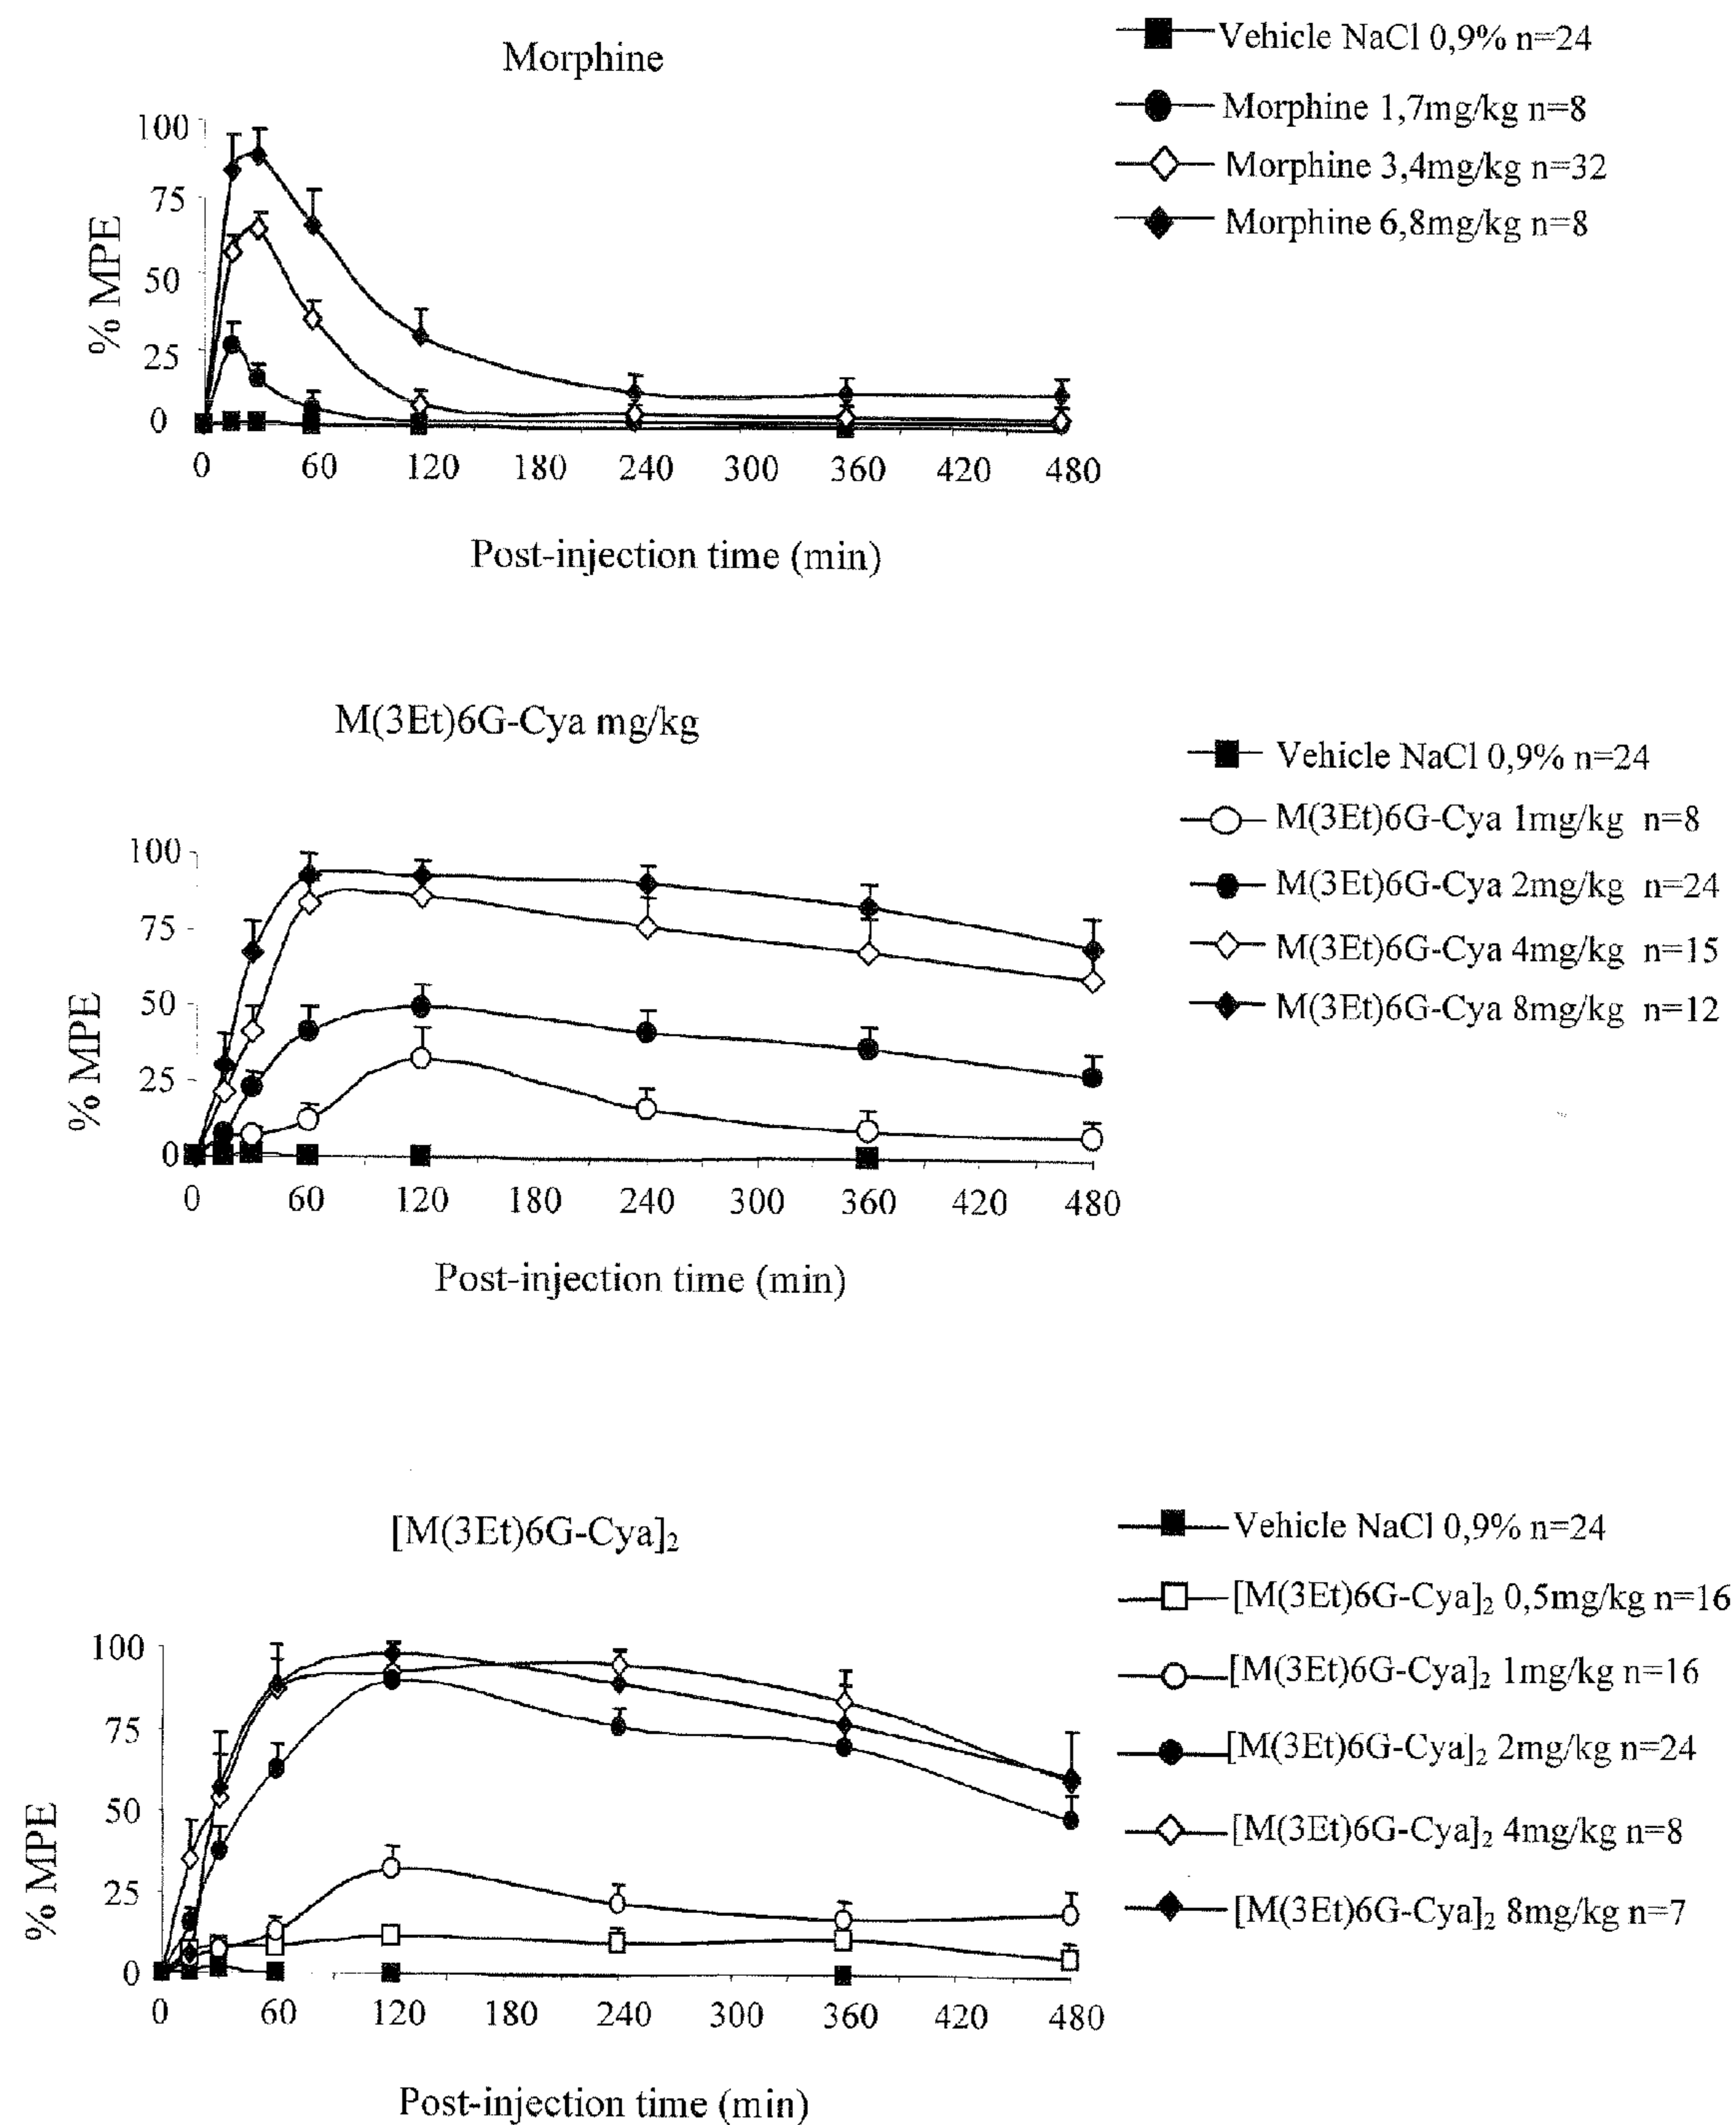 Morphine
Vehicle NaCl 0,9% n=24
Morphine 1,7mg/kg n=8
Morphine 3,4mg/kg n=32
Morphine 6,8mg/kg n=8
% MPE
100
75
50
25
0
0 60 120 180 240 300 360 420 480
Post-injection time (min)
M(3Et)6G-Cya mg/kg
Vehicle NaCl 0,9% n=24
M(3Et)6G-Cya 1mg/kg n=8
M(3Et)6G-Cya 2mg/kg n=24
M(3Et)6G-Cya 4mg/kg n=15
M(3Et)6G-Cya 8mg/kg n=12
% MPE
100
75
50
25
0
0 60 120 180 240 300 360 420 480
Post-injection time (min)
[M(3Et)6G-Cya]₂
Vehicle NaCl 0,9% n=24
[M(3Et)6G-Cya]₂ 0,5mg/kg n=16
[M(3Et)6G-Cya]₂ 1mg/kg n=16
[M(3Et)6G-Cya]₂ 2mg/kg n=24
[M(3Et)6G-Cya]₂ 4mg/kg n=8
[M(3Et)6G-Cya]₂ 8mg/kg n=7
% MPE
100
75
50
25
0
0 60 120 180 240 300 360 420 480
Post-injection time (min)